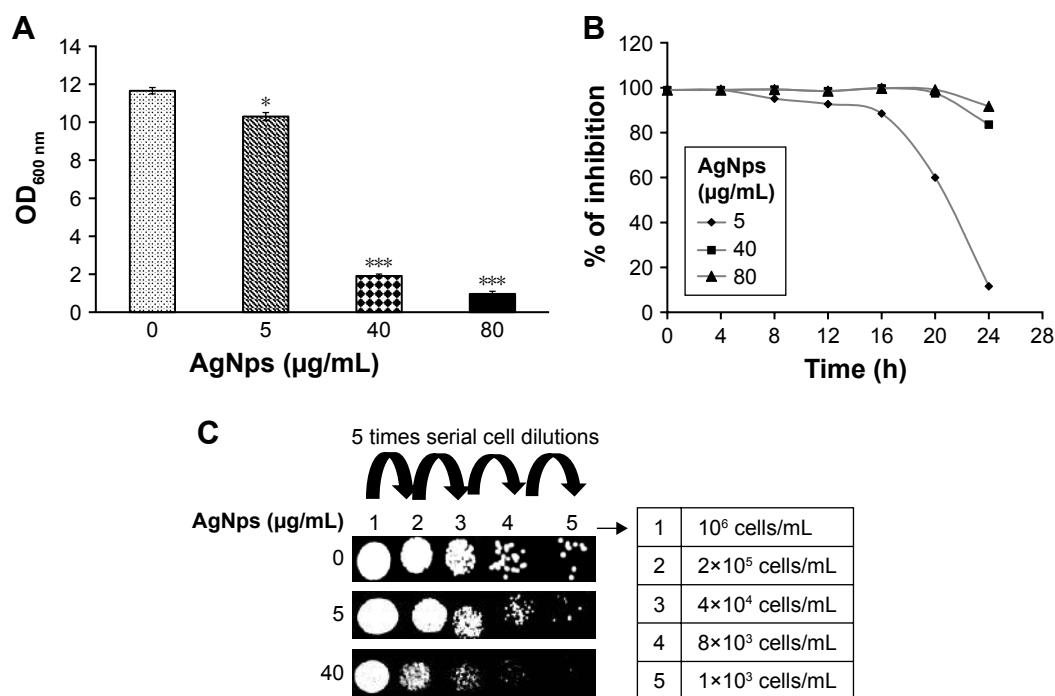 A
OD600 nm
14
12
10
8
6
4
2
0
*
***
***
0 5 40 80
AgNps (µg/mL)
B
% of inhibition
120
100
80
60
40
20
0
AgNps
(µg/mL)
5
40
80
0 4 8 12 16 20 24 28
Time (h)
C
5 times serial cell dilutions
AgNps (µg/mL) 1 2 3 4 5
0
5
40
1 10⁶ cells/mL
2 2×10⁵ cells/mL
3 4×10⁴ cells/mL
4 8×10³ cells/mL
5 1×10³ cells/mL